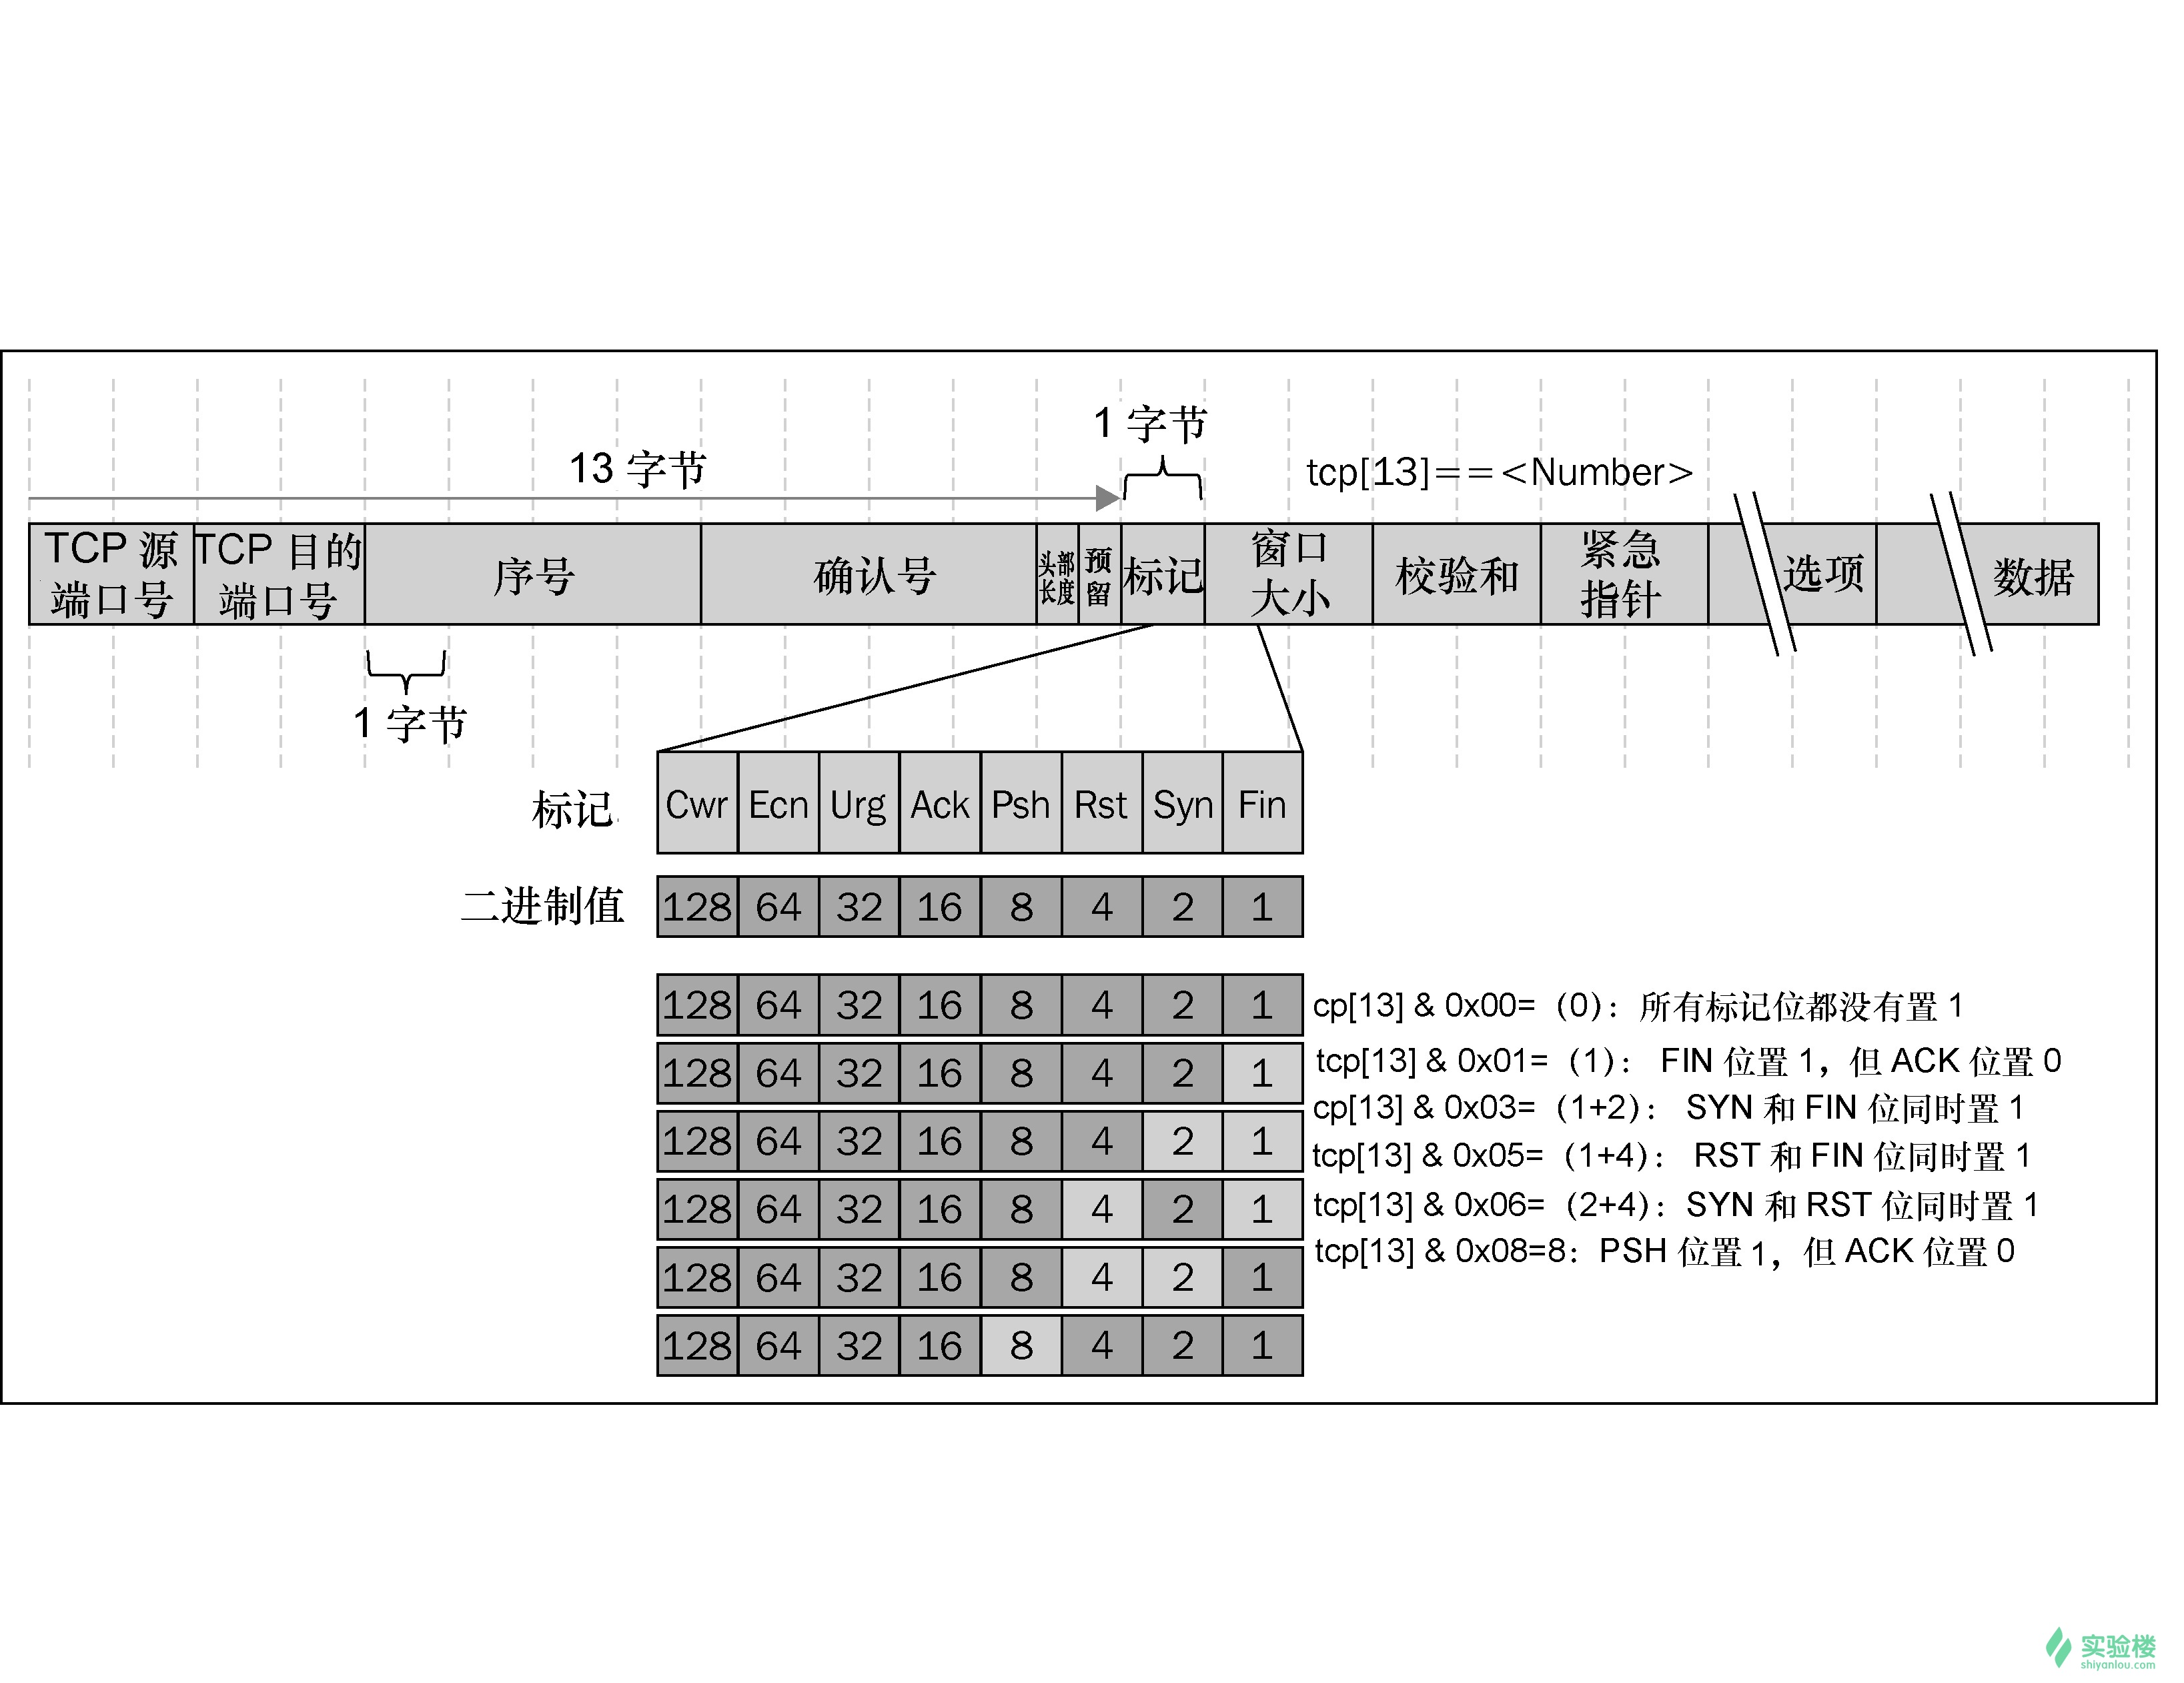 1 字节
13 字节
tcp[13]==<Number>
TCP 源
端口号
TCP 目的
端口号
序号
确认号
头部
长度
预
留
标记
窗口
大小
校验和
紧急
指针
选项
数据
1 字节
标记
Cwr Ecn Urg Ack Psh Rst Syn Fin
二进制值
128 64 32 16 8 4 2 1
128 64 32 16 8 4 2 1
cp[13] & 0x00=（0）：所有标记位都没有置 1
128 64 32 16 8 4 2 1
tcp[13] & 0x01=（1）： FIN 位置 1，但 ACK 位置 0
cp[13] & 0x03=（1+2）： SYN 和 FIN 位同时置 1
128 64 32 16 8 4 2 1
tcp[13] & 0x05=（1+4）： RST 和 FIN 位同时置 1
128 64 32 16 8 4 2 1
tcp[13] & 0x06=（2+4）：SYN 和 RST 位同时置 1
tcp[13] & 0x08=8：PSH 位置 1，但 ACK 位置 0
128 64 32 16 8 4 2 1
128 64 32 16 8 4 2 1
实验楼
shiyanlou.com